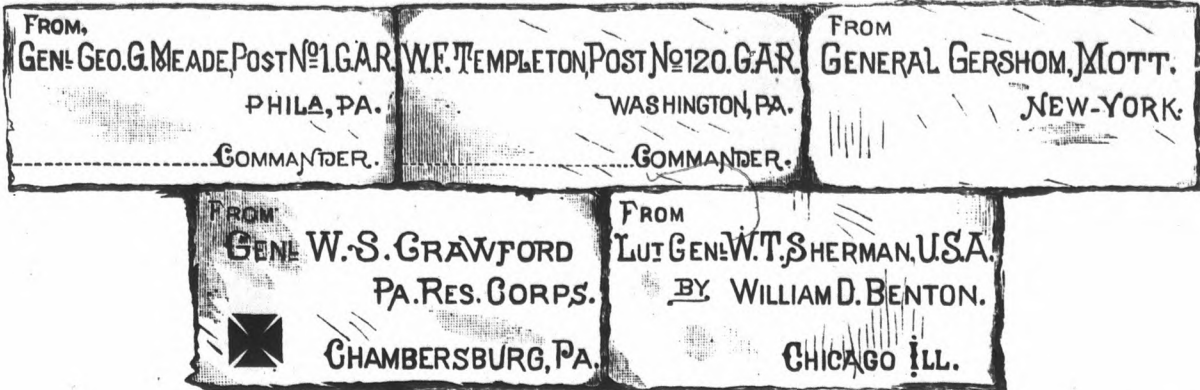 FROM,
GENL GEO. G. MEADE, POST No 1. G.A.R.
PHILA, PA.
COMMANDER.
W. F. TEMPLETON, POST No 120. G.A.R.
WASHINGTON, PA.
COMMANDER.
FROM
GENERAL GERSHOM, MOTT.
NEW-YORK.
FROM
GENL W. S. CRAWFORD
PA. RES. CORPS.
CHAMBERSBURG, PA.
FROM
LUT GENL W. T. SHERMAN, U.S.A.
BY WILLIAM D. BENTON.
CHICAGO ILL.